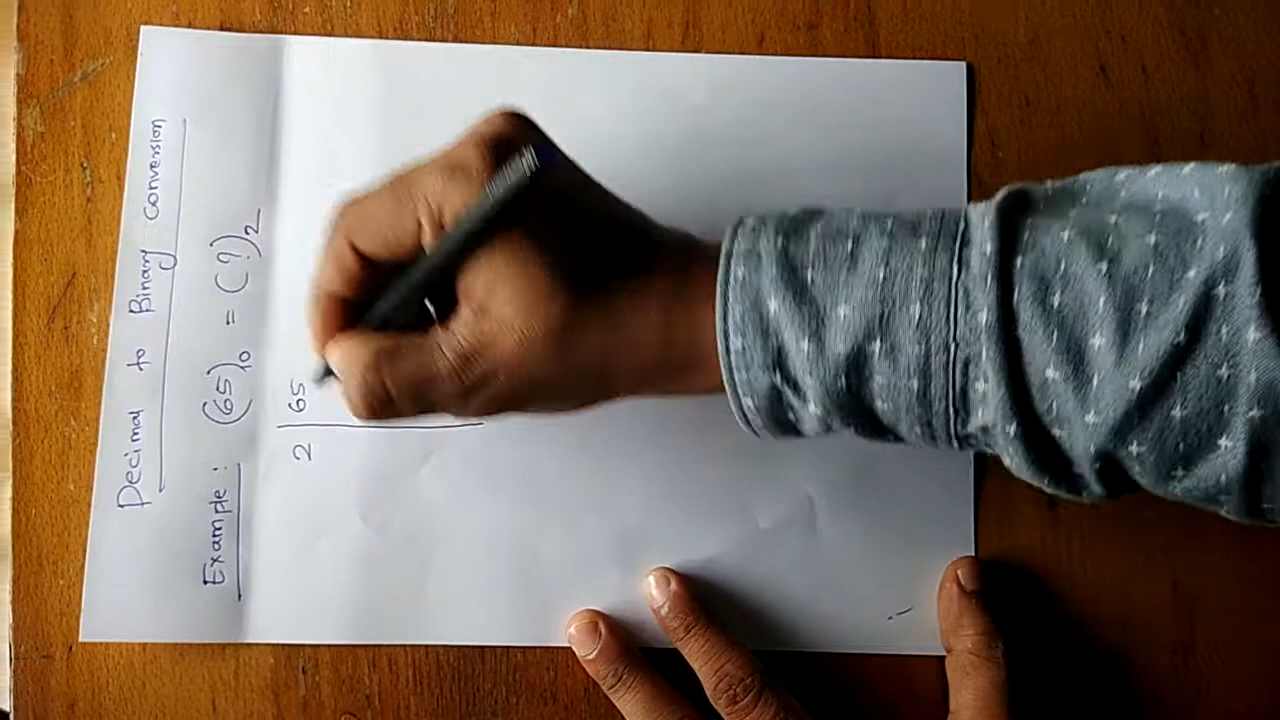 Decimal to Binary Conversion
Example: (65)10 = (?)2
2 65